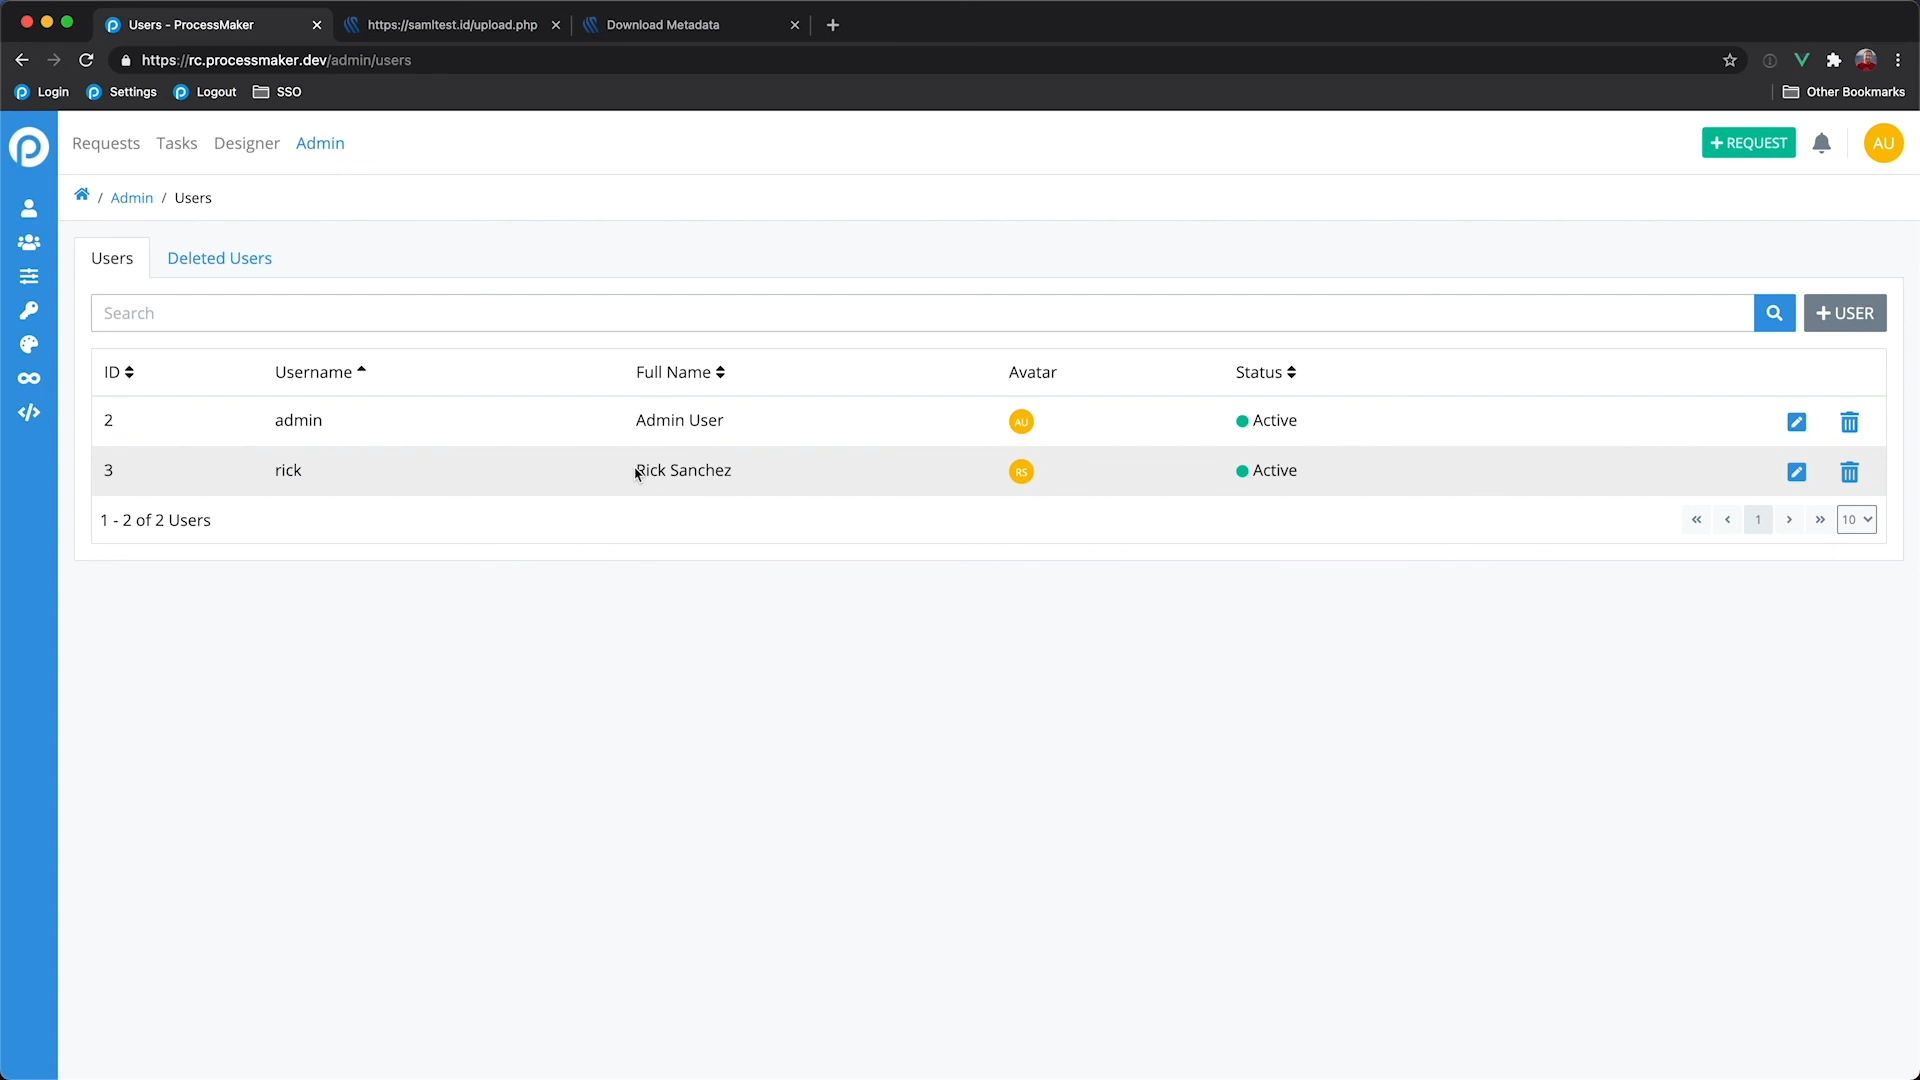 Users - ProcessMaker
https://samltest.id/upload.php
Download Metadata
https://rc.processmaker.dev/admin/users
Login
Settings
Logout
SSO
Other Bookmarks
Requests Tasks Designer Admin
+ REQUEST
AU
/ Admin / Users
Users
Deleted Users
Search
+ USER
ID Username Full Name Avatar Status
2 admin Admin User AU Active
3 rick Rick Sanchez RS Active
1 - 2 of 2 Users
« ‹ 1 › » 10